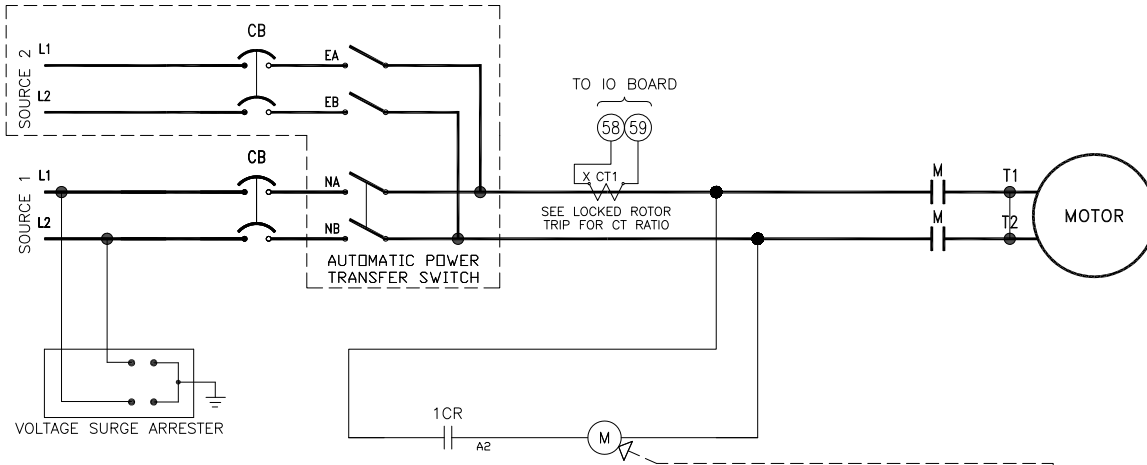 CB
SOURCE 2
L1
EA
L2
EB
TO IO BOARD
58 59
CB
SOURCE 1
L1
NA
X CT1
M
T1
SEE LOCKED ROTOR
TRIP FOR CT RATIO
MOTOR
L2
NB
M
T2
AUTOMATIC POWER
TRANSFER SWITCH
VOLTAGE SURGE ARRESTER
1CR
A2
M